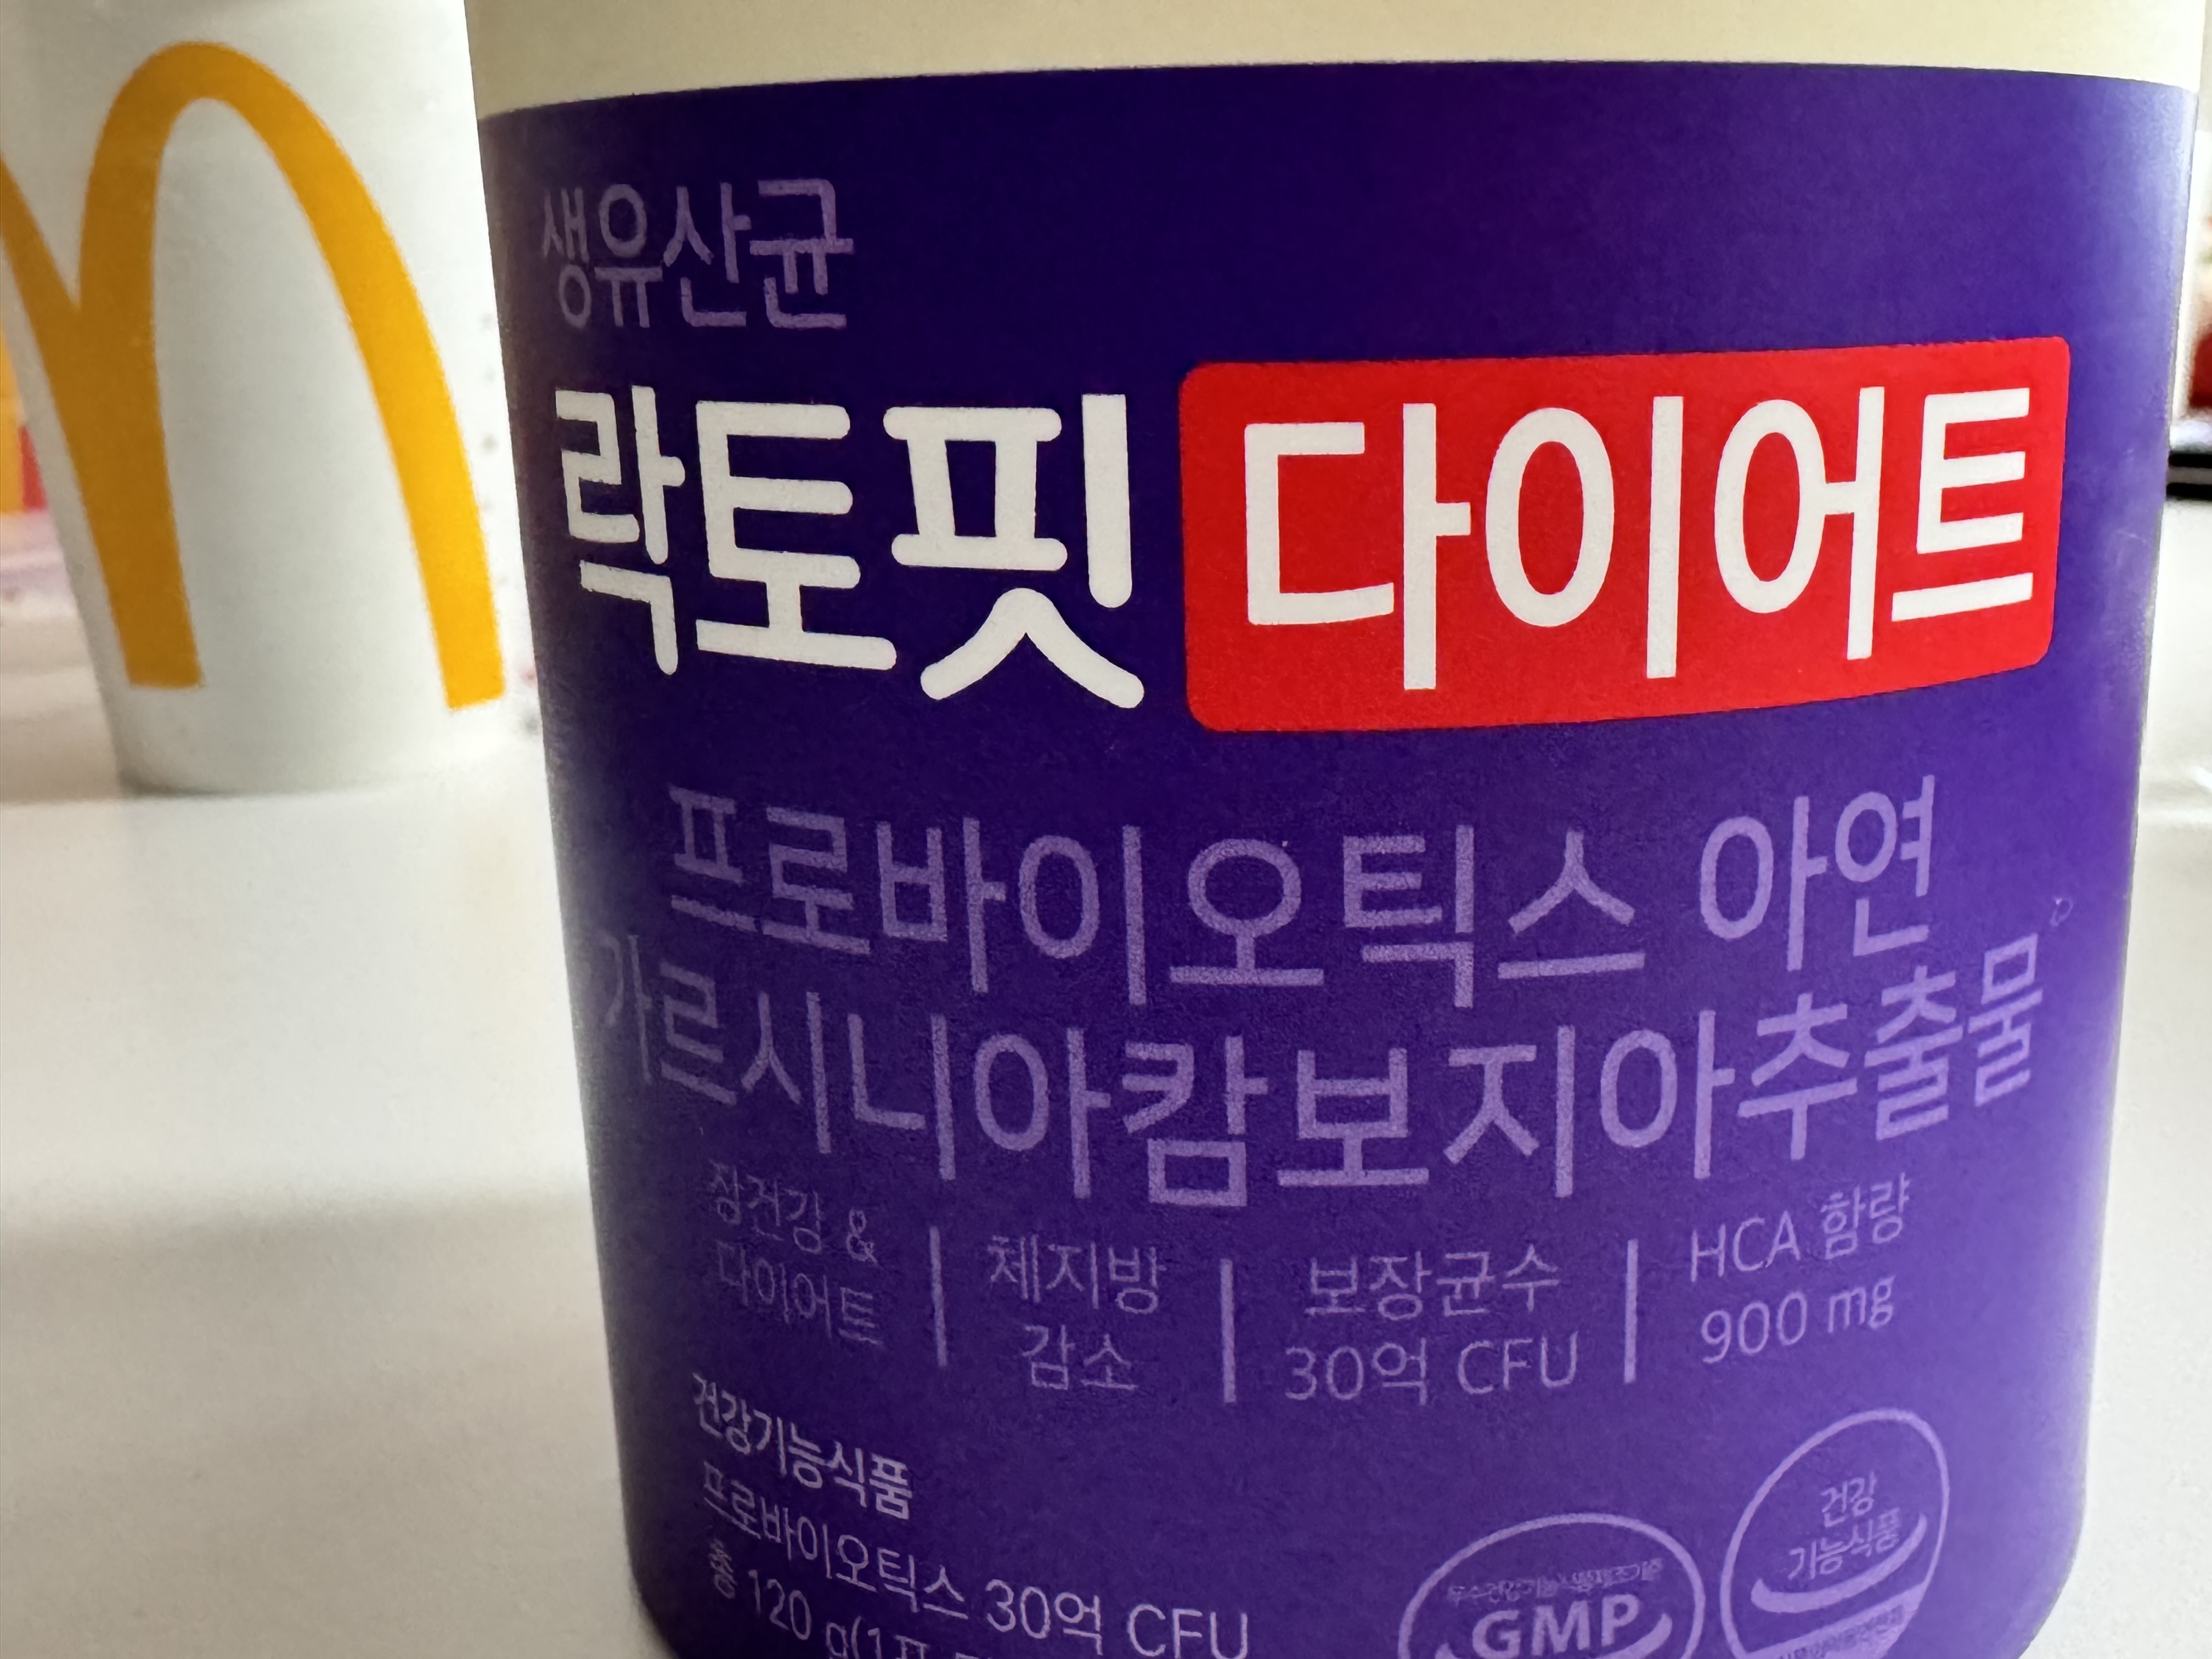 생유산균
락토핏 다이어트
프로바이오틱스 아연
가르시니아캄보지아추출물
장건강 &
다이어트
체지방
감소
보장균수
30억 CFU
HCA 함량
900 mg
건강기능식품
프로바이오틱스 30억 CFU
총 120 g(1포
GMP
건강
기능식품